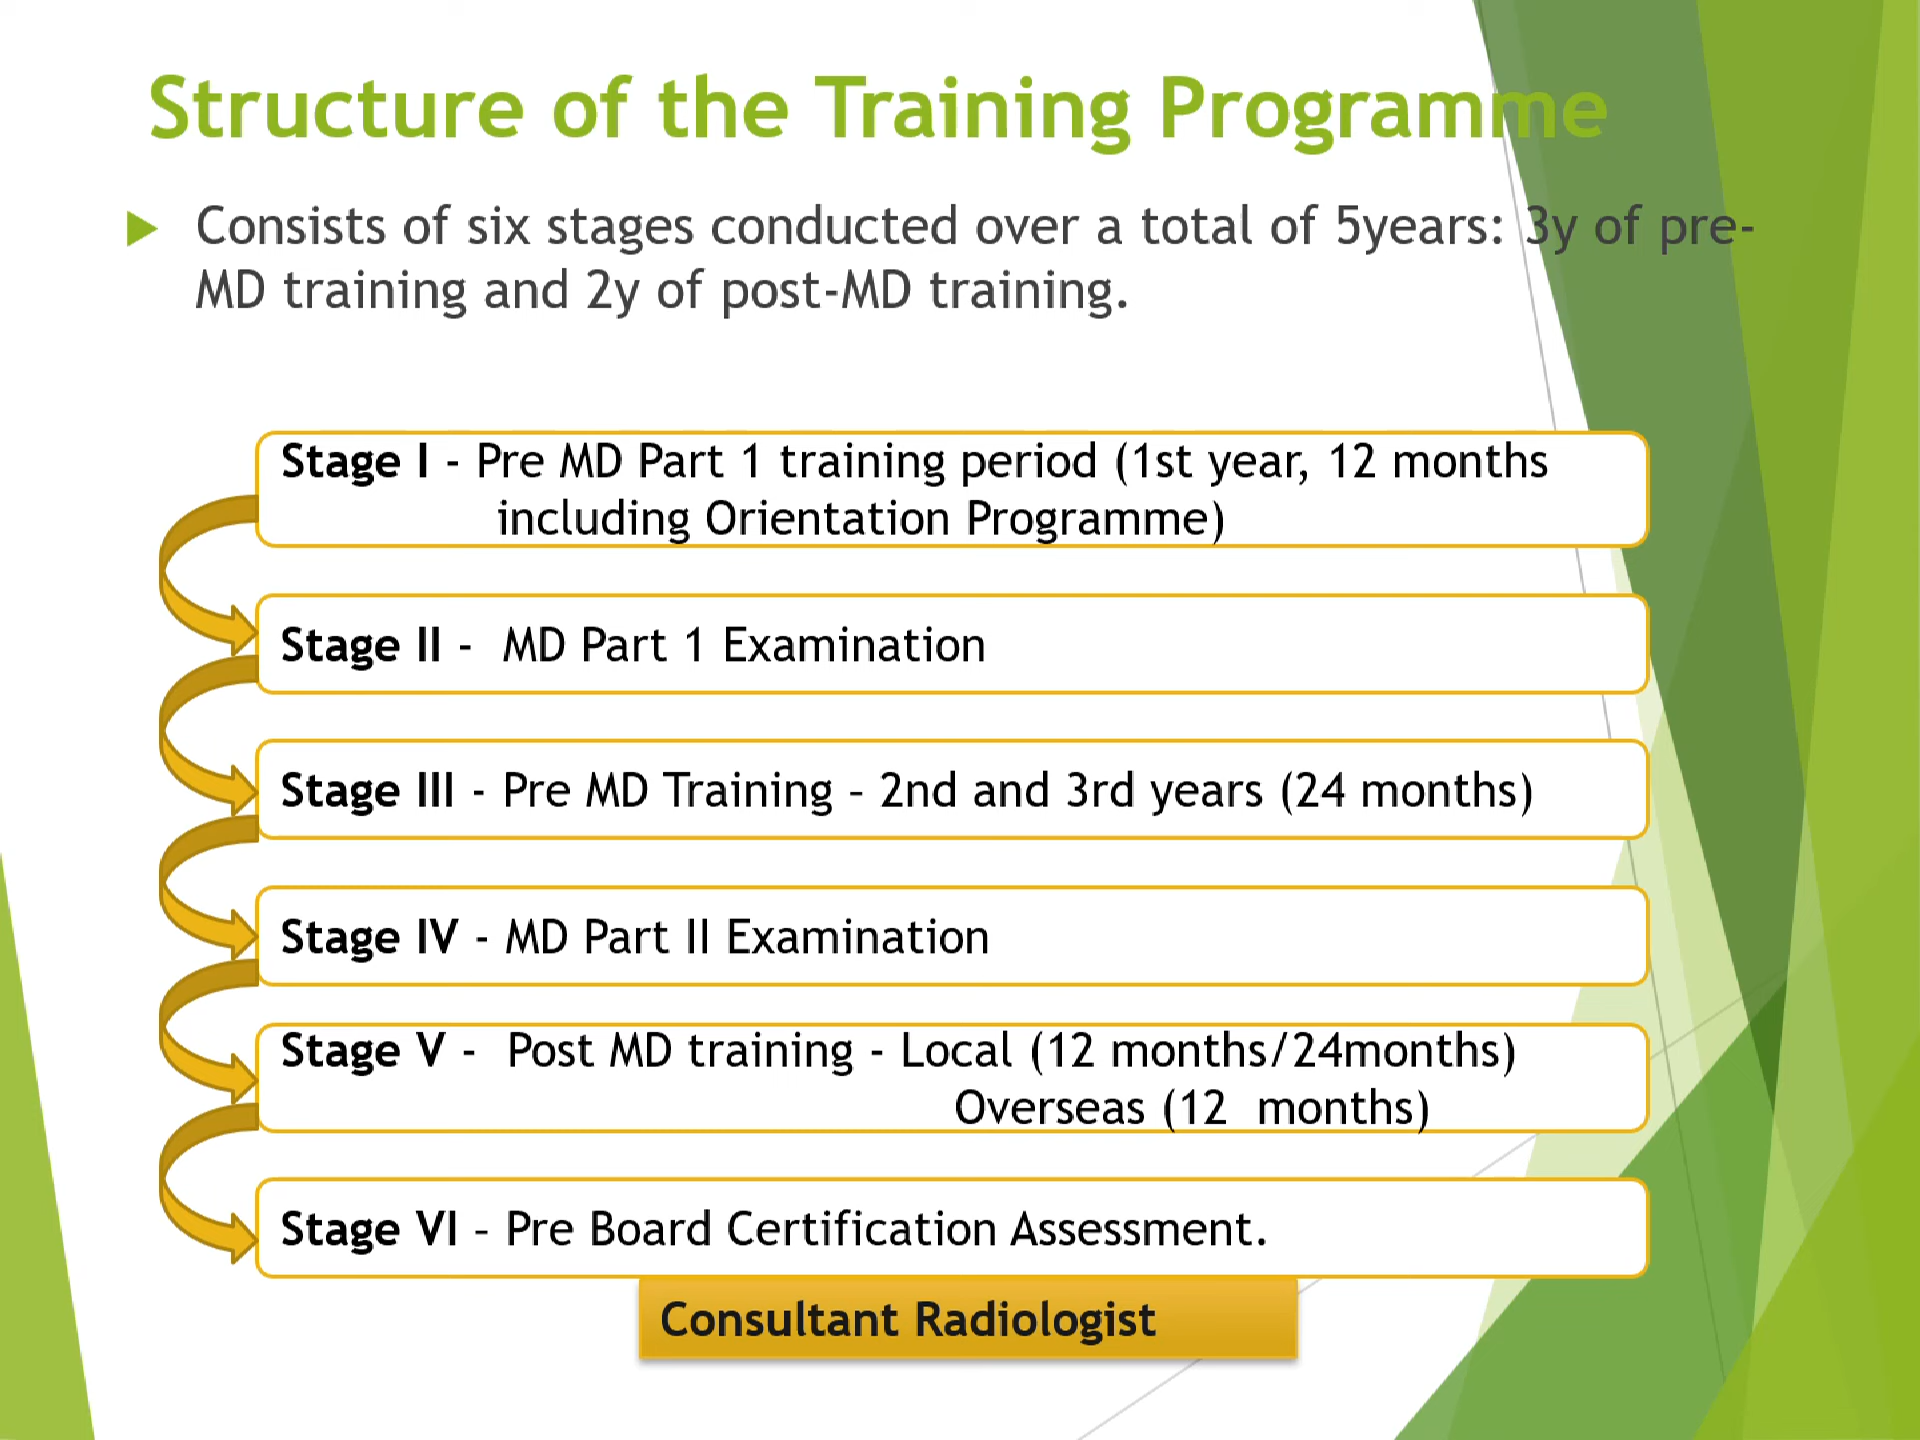 Structure of the Training Programme
Consists of six stages conducted over a total of 5years: 3y of pre-
MD training and 2y of post-MD training.
Stage I - Pre MD Part 1 training period (1st year, 12 months
including Orientation Programme)
Stage II -  MD Part 1 Examination
Stage III - Pre MD Training – 2nd and 3rd years (24 months)
Stage IV - MD Part II Examination
Stage V -  Post MD training - Local (12 months/24months)
Overseas (12  months)
Stage VI – Pre Board Certification Assessment.
Consultant Radiologist